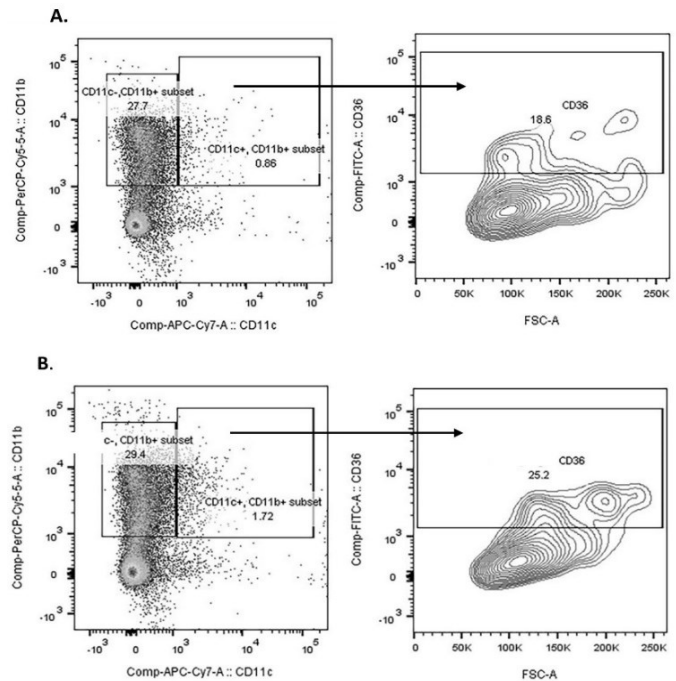 A.
Comp-PerCP-Cy5-5-A :: CD11b
10^5
10^4
10^3
0
-10^3
CD11c-,CD11b+ subset
27.7
CD11c+, CD11b+ subset
0.86
-10^3 0 10^3 10^4 10^5
Comp-APC-Cy7-A :: CD11c
Comp-FITC-A :: CD36
10^5
10^4
10^3
0
-10^3
CD36
18.6
0 50K 100K 150K 200K 250K
FSC-A
B.
Comp-PerCP-Cy5-5-A :: CD11b
10^5
10^4
10^3
0
-10^3
c-, CD11b+ subset
29.4
CD11c+, CD11b+ subset
1.72
-10^3 0 10^3 10^4 10^5
Comp-APC-Cy7-A :: CD11c
Comp-FITC-A :: CD36
10^5
10^4
10^3
0
-10^3
CD36
25.2
0 50K 100K 150K 200K 250K
FSC-A